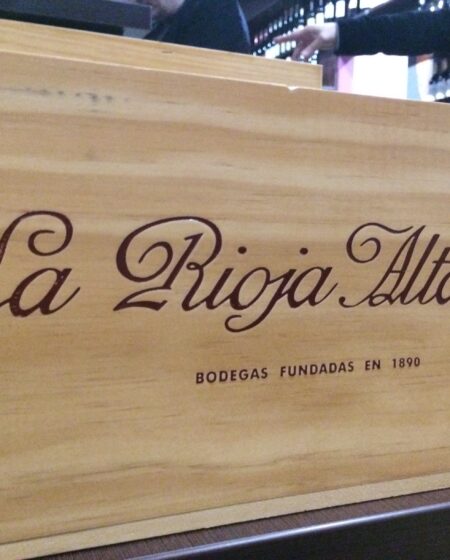 La Rioja Alta
BODEGAS FUNDADAS EN 1890